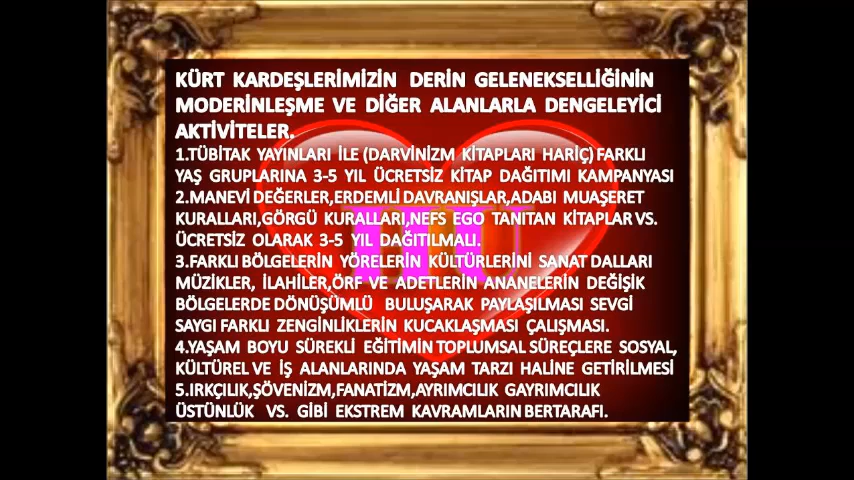 KÜRT KARDEŞLERİMİZİN DERİN GELENEKSELLİĞİNİN
MODERİNLEŞME VE DİĞER ALANLARLA DENGELEYİCİ
AKTİVİTELER.
1.TÜBİTAK YAYINLARI İLE (DARVİNİZM KİTAPLARI HARİÇ) FARKLI
YAŞ GRUPLARINA 3-5 YIL ÜCRETSİZ KİTAP DAĞITIMI KAMPANYASI
2.MANEVİ DEĞERLER,ERDEMLİ DAVRANIŞLAR,ADABI MUAŞERET
KURALLARI,GÖRGÜ KURALLARI,NEFS EGO TANITAN KİTAPLAR VS.
ÜCRETSİZ OLARAK 3-5 YIL DAĞITILMALI.
3.FARKLI BÖLGELERİN YÖRELERİN KÜLTÜRLERİNİ SANAT DALLARI
MÜZİKLER, İLAHİLER,ÖRF VE ADETLERİN ANANELERİN DEĞİŞİK
BÖLGELERDE DÖNÜŞÜMLÜ BULUŞARAK PAYLAŞILMASI SEVGİ
SAYGI FARKLI ZENGİNLİKLERİN KUCAKLAŞMASI ÇALIŞMASI.
4.YAŞAM BOYU SÜREKLİ EĞİTİMİN TOPLUMSAL SÜREÇLERE SOSYAL,
KÜLTÜREL VE İŞ ALANLARINDA YAŞAM TARZI HALİNE GETİRİLMESİ
5.IRKÇILIK,ŞÖVENİZM,FANATİZM,AYRIMCILIK GAYRIMCILIK
ÜSTÜNLÜK VS. GİBİ EKSTREM KAVRAMLARIN BERTARAFI.